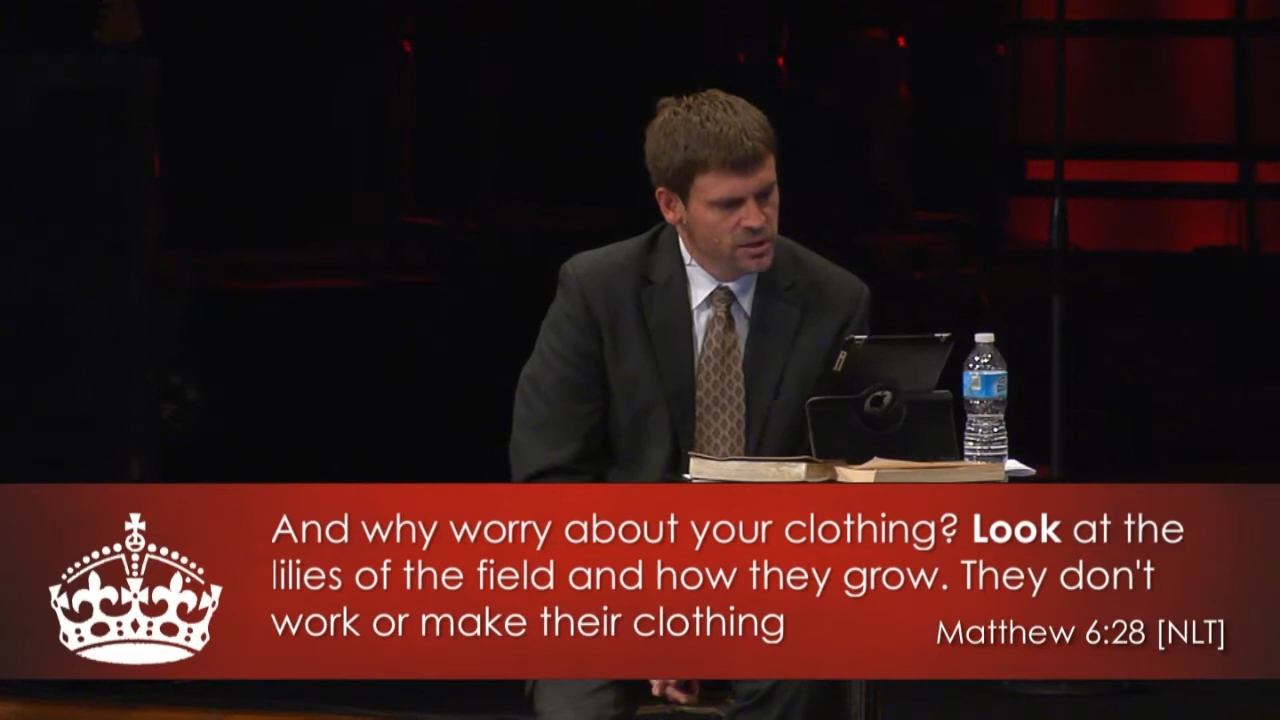 And why worry about your clothing? Look at the
lilies of the field and how they grow. They don't
work or make their clothing
Matthew 6:28 [NLT]